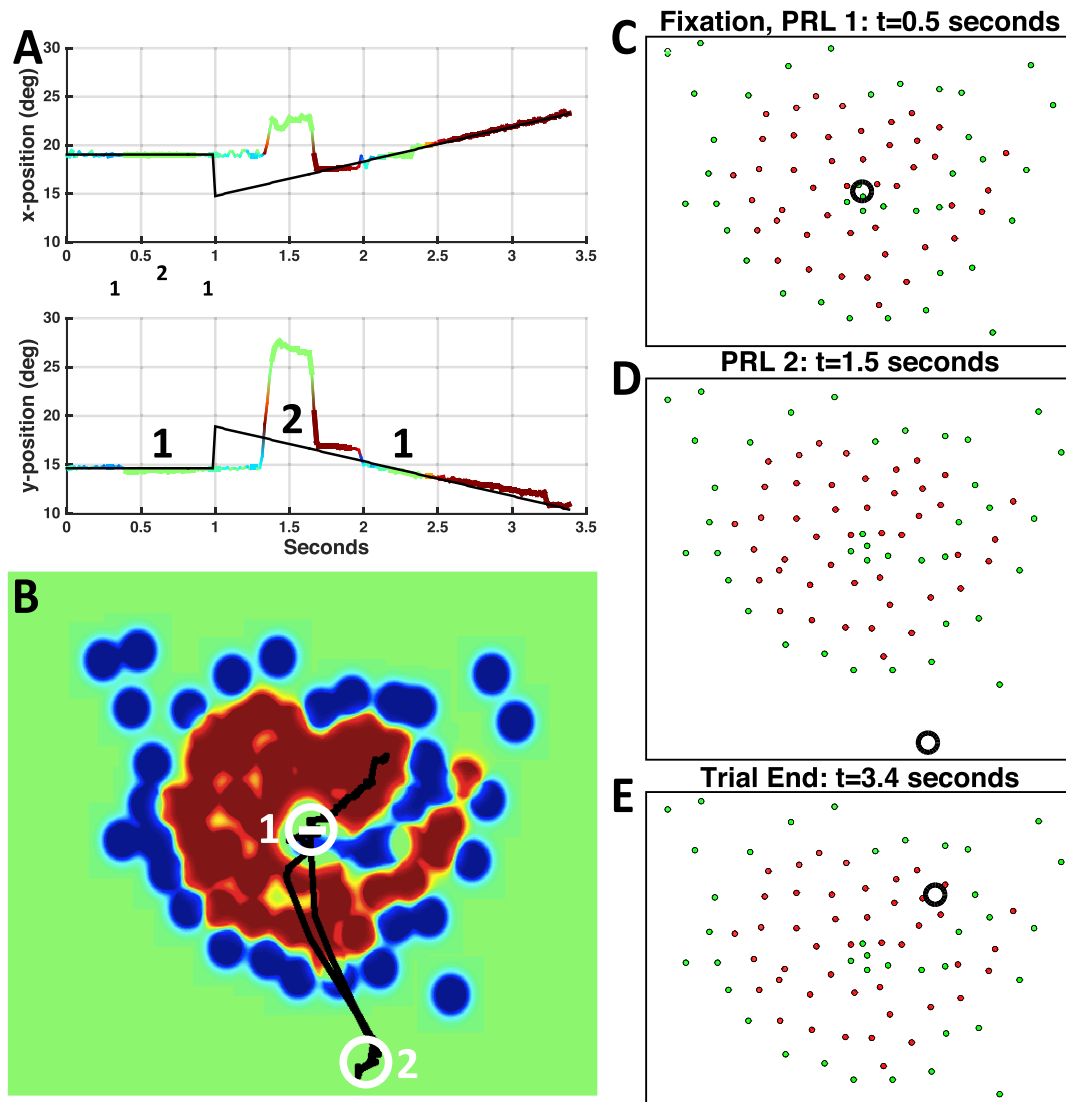 A
x-position (deg)
30
25
20
15
10
0 0.5 1 1.5 2 2.5 3 3.5
1 2 1
y-position (deg)
30
25
20
15
10
1 2 1
0 0.5 1 1.5 2 2.5 3 3.5
Seconds
B
1
2
C
Fixation, PRL 1: t=0.5 seconds
D
PRL 2: t=1.5 seconds
E
Trial End: t=3.4 seconds